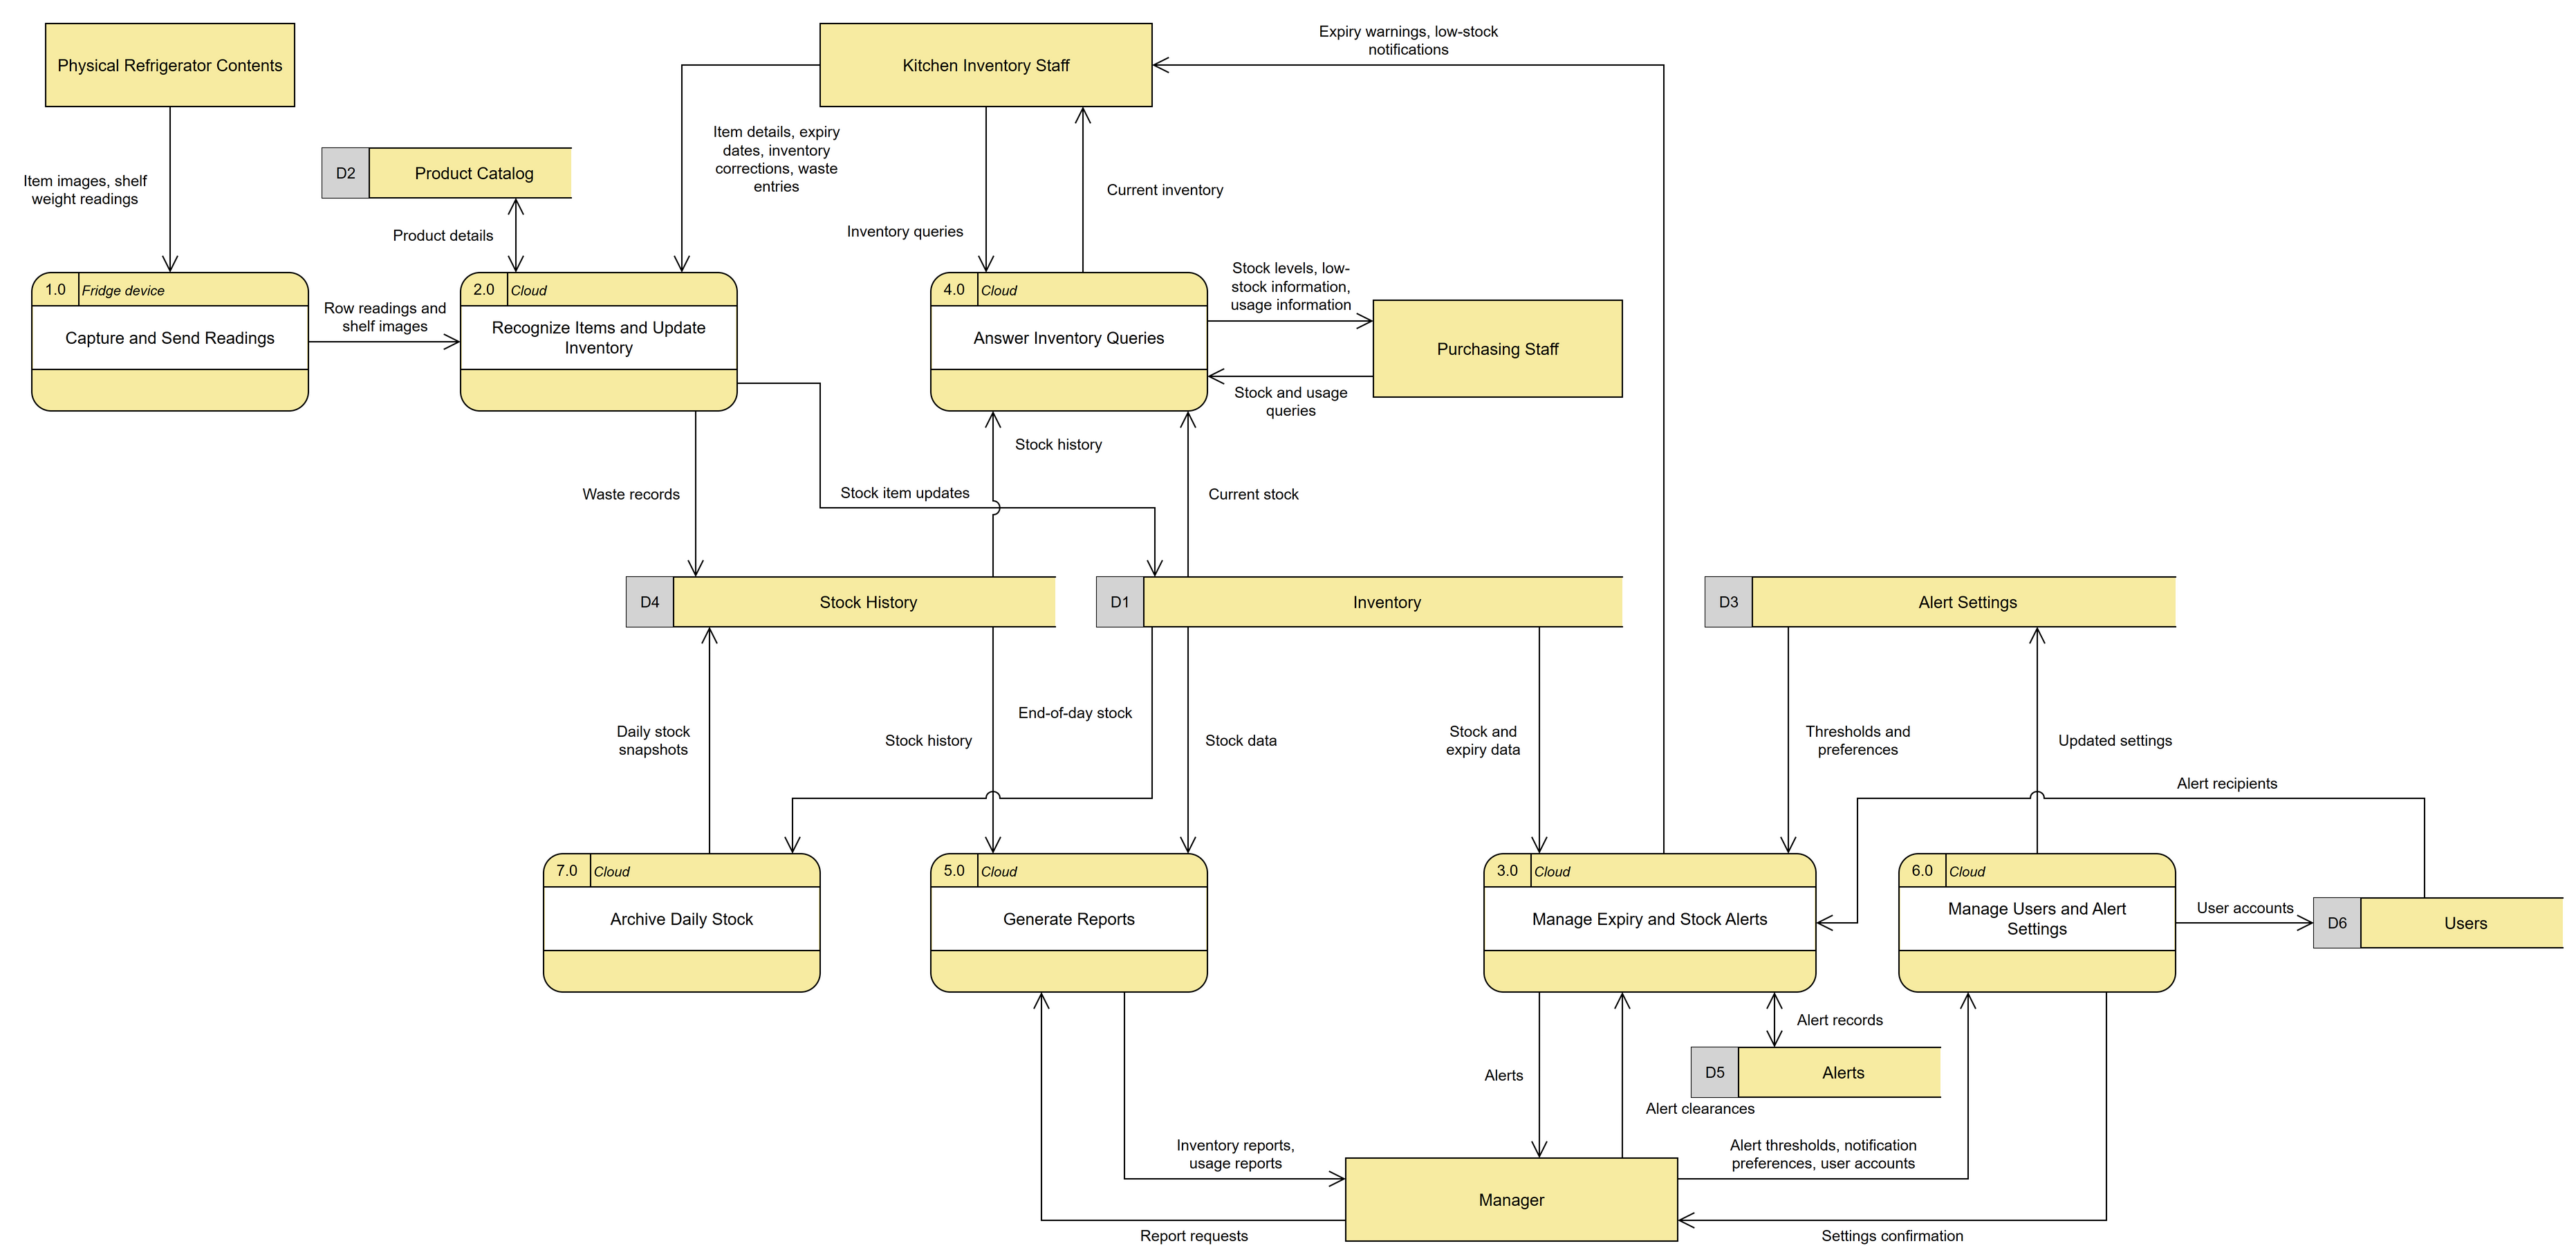 Physical Refrigerator Contents
Kitchen Inventory Staff
Expiry warnings, low-stock
notifications
Item images, shelf
weight readings
D2
Product Catalog
Item details, expiry
dates, inventory
corrections, waste
entries
Current inventory
Product details
Inventory queries
1.0
Fridge device
Capture and Send Readings
Row readings and
shelf images
2.0
Cloud
Recognize Items and Update
Inventory
4.0
Cloud
Answer Inventory Queries
Stock levels, low-
stock information,
usage information
Purchasing Staff
Stock and usage
queries
Stock history
Waste records
Stock item updates
Current stock
D4
Stock History
D1
Inventory
D3
Alert Settings
Daily stock
snapshots
Stock history
End-of-day stock
Stock data
Stock and
expiry data
Thresholds and
preferences
Updated settings
Alert recipients
7.0
Cloud
Archive Daily Stock
5.0
Cloud
Generate Reports
3.0
Cloud
Manage Expiry and Stock Alerts
6.0
Cloud
Manage Users and Alert
Settings
User accounts
D6
Users
Alert records
Alerts
D5
Alerts
Alert clearances
Inventory reports,
usage reports
Alert thresholds, notification
preferences, user accounts
Manager
Report requests
Settings confirmation